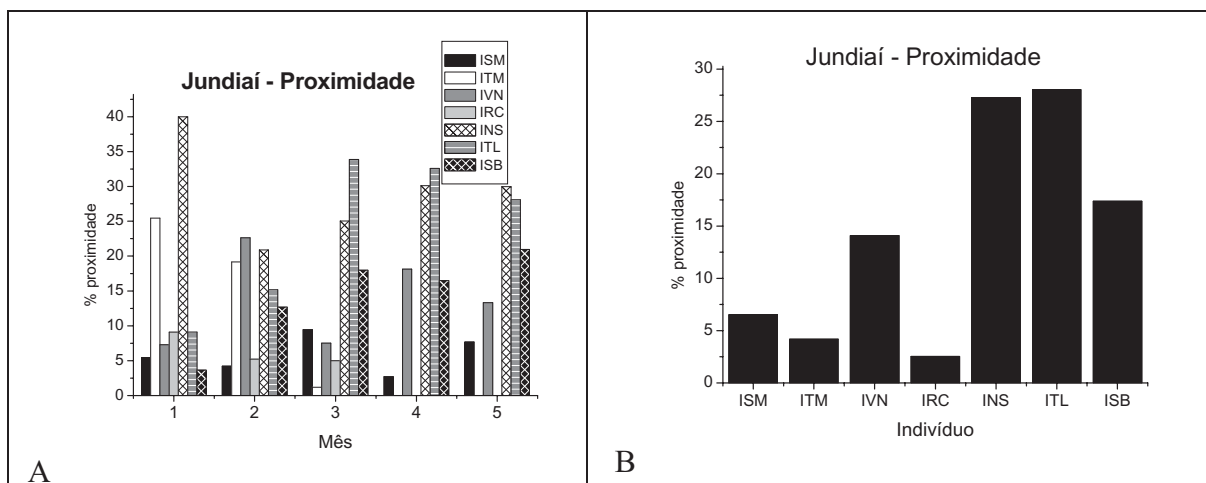 Jundiaí - Proximidade
ISM
ITM
IVN
IRC
INS
ITL
ISB
% proximidade
40
35
30
25
20
15
10
5
0
1 2 3 4 5
Mês
A
Jundiaí - Proximidade
% proximidade
30
25
20
15
10
5
0
ISM ITM IVN IRC INS ITL ISB
Indivíduo
B